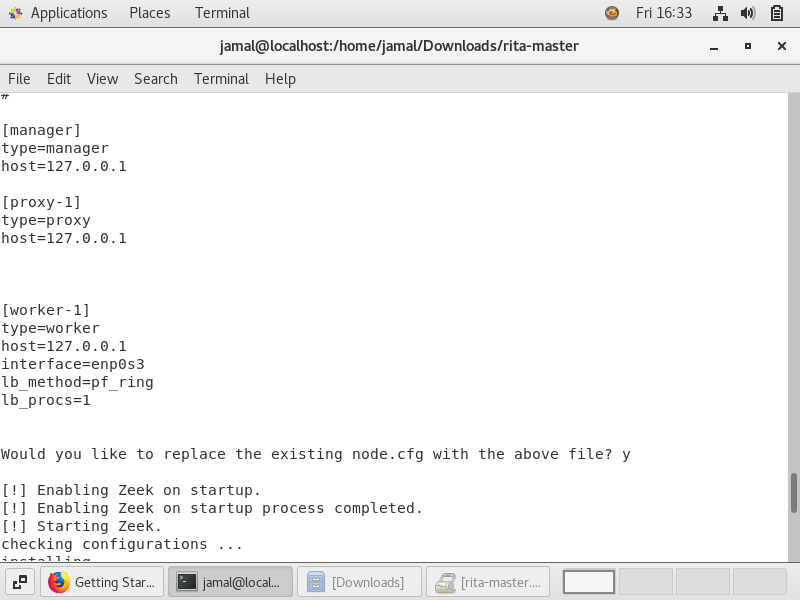 Applications Places Terminal Fri 16:33
jamal@localhost:/home/jamal/Downloads/rita-master
File Edit View Search Terminal Help
#
[manager]
type=manager
host=127.0.0.1
[proxy-1]
type=proxy
host=127.0.0.1
[worker-1]
type=worker
host=127.0.0.1
interface=enp0s3
lb_method=pf_ring
lb_procs=1
Would you like to replace the existing node.cfg with the above file? y
[!] Enabling Zeek on startup.
[!] Enabling Zeek on startup process completed.
[!] Starting Zeek.
checking configurations ...
installing
Getting Star... jamal@local... [Downloads] [rita-master....